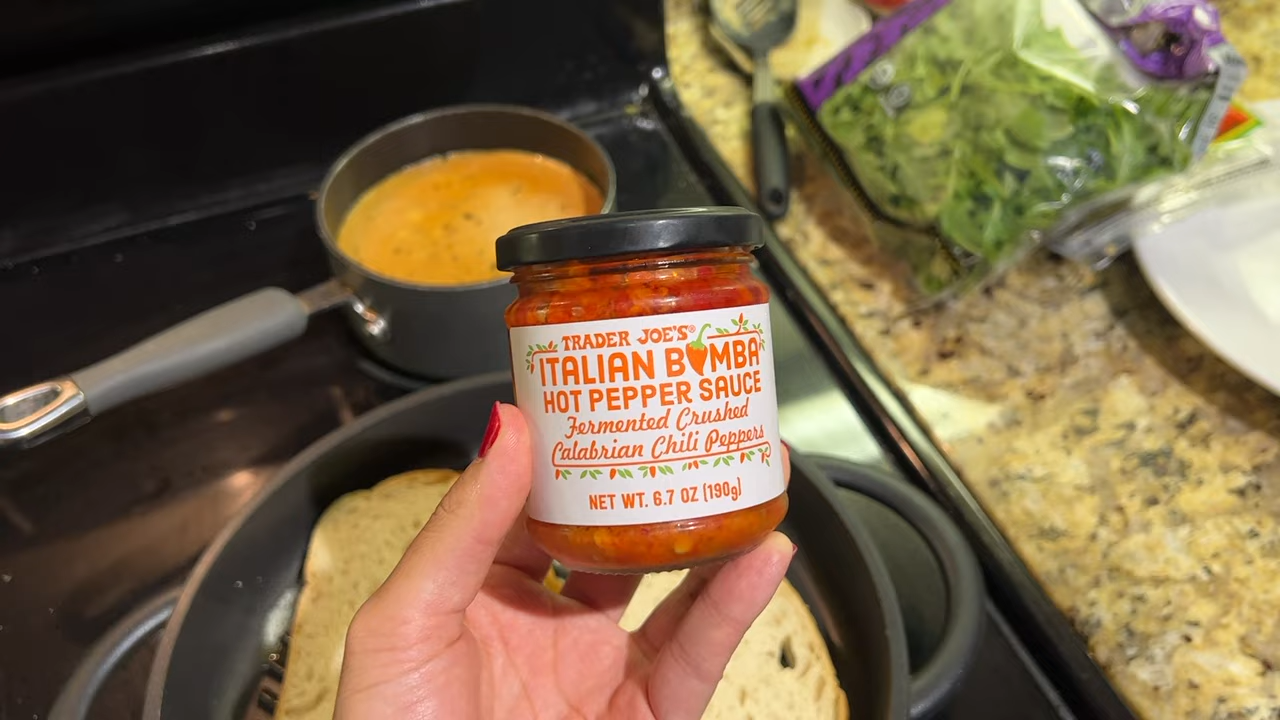 TRADER JOE'S®
ITALIAN BOMBA
HOT PEPPER SAUCE
Fermented Crushed
Calabrian Chili Peppers
NET WT. 6.7 OZ (190g)